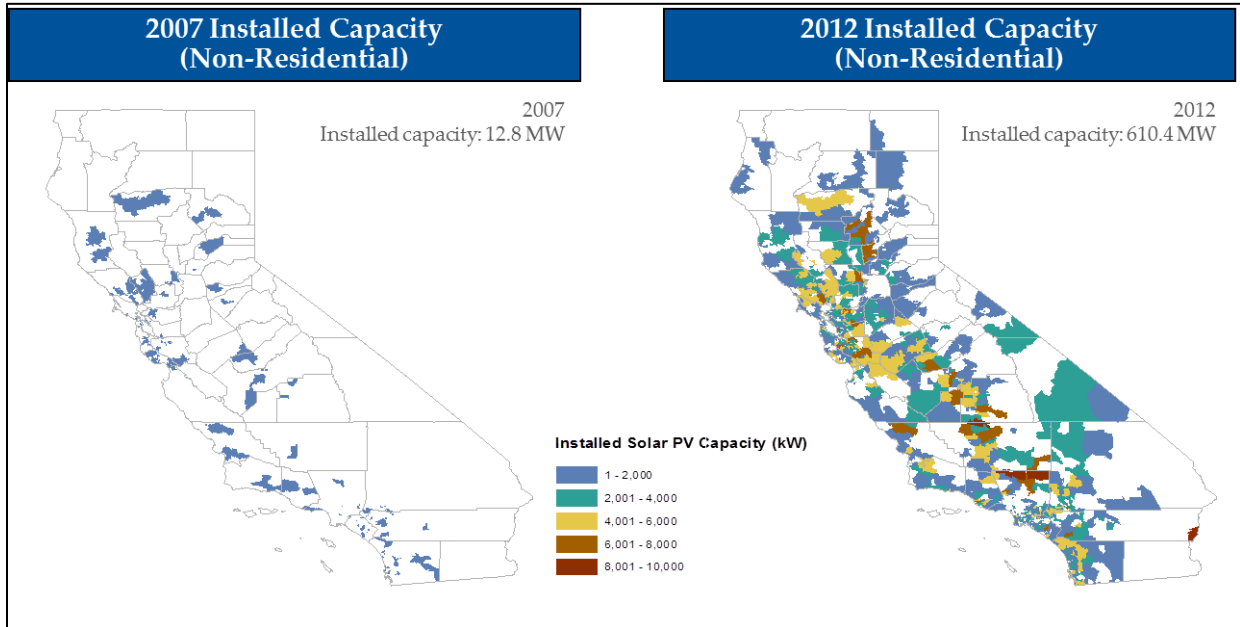 2007 Installed Capacity
(Non-Residential)
2012 Installed Capacity
(Non-Residential)
2007
Installed capacity: 12.8 MW
2012
Installed capacity: 610.4 MW
Installed Solar PV Capacity (kW)
1 - 2,000
2,001 - 4,000
4,001 - 6,000
6,001 - 8,000
8,001 - 10,000